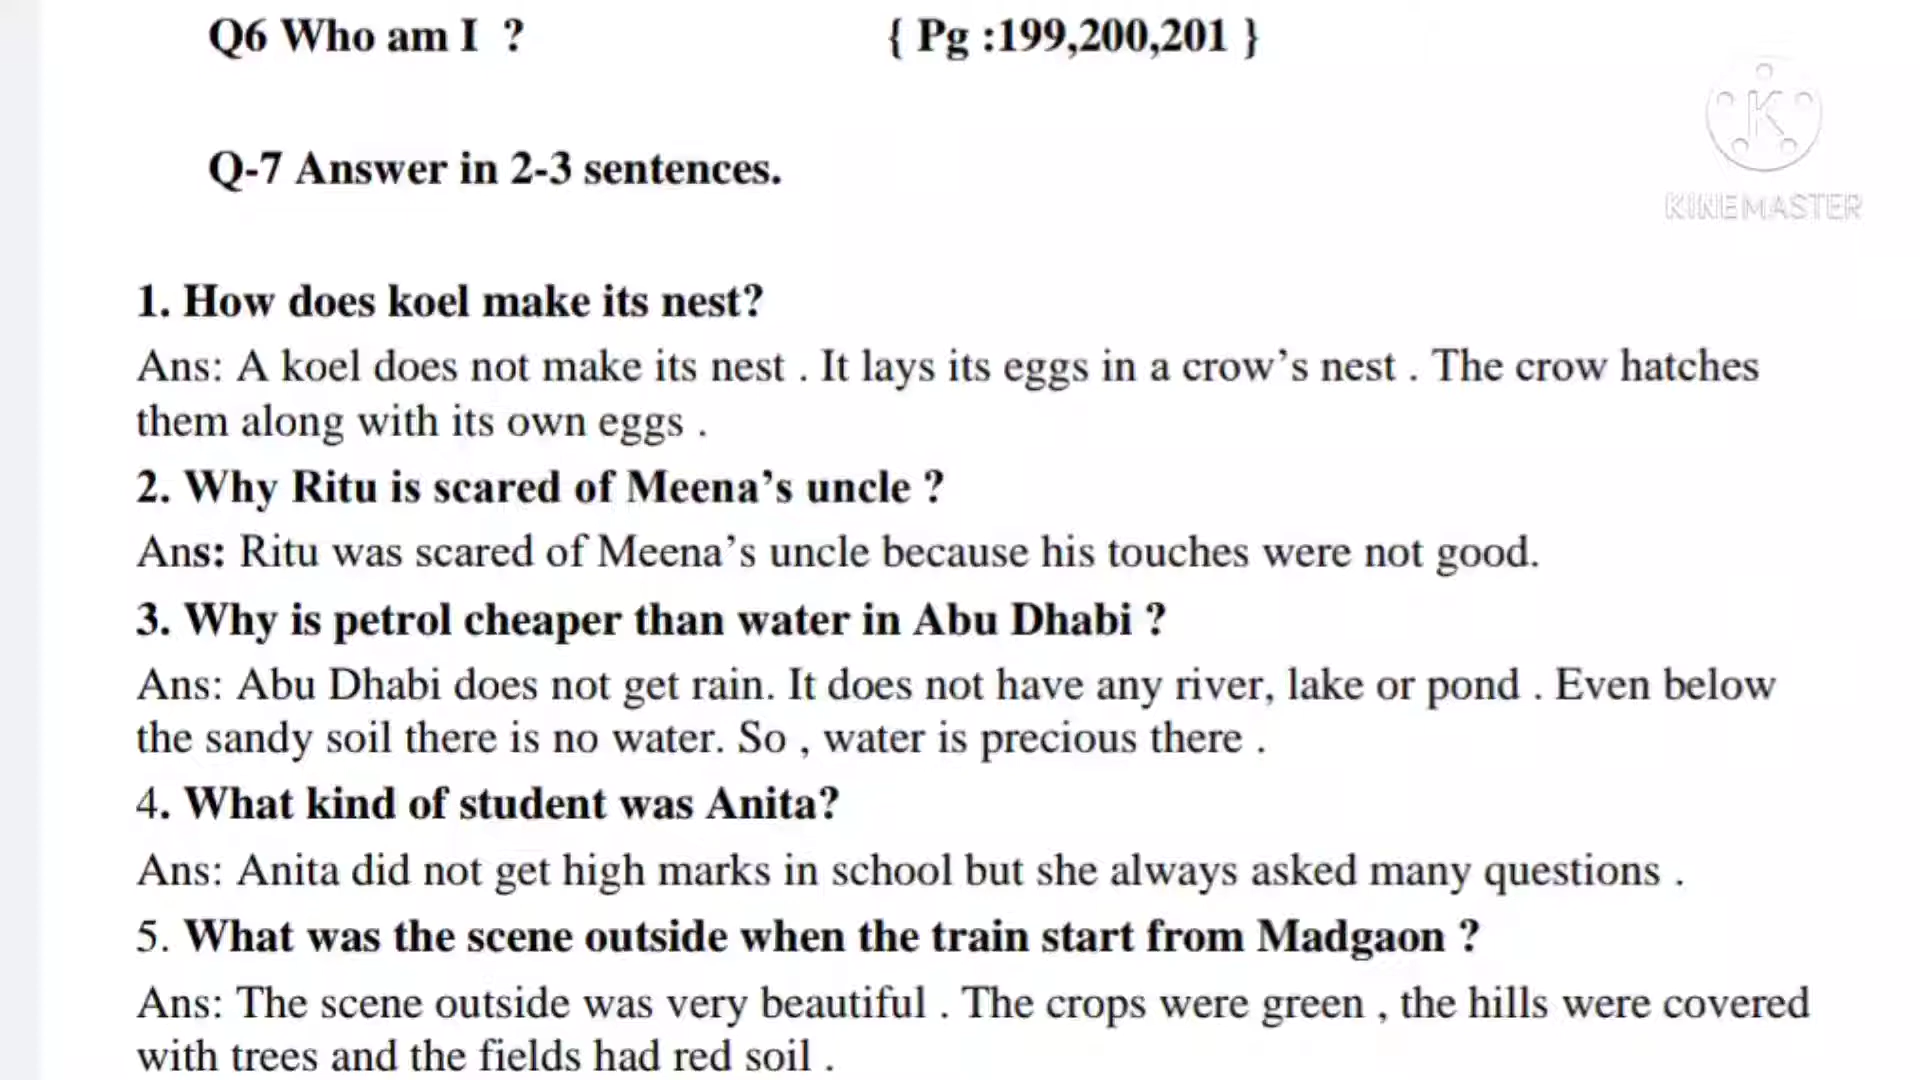 Q6 Who am I ? { Pg :199,200,201 }
KINEMASTER
Q-7 Answer in 2-3 sentences.
1. How does koel make its nest?
Ans: A koel does not make its nest . It lays its eggs in a crow’s nest . The crow hatches
them along with its own eggs .
2. Why Ritu is scared of Meena’s uncle ?
Ans: Ritu was scared of Meena’s uncle because his touches were not good.
3. Why is petrol cheaper than water in Abu Dhabi ?
Ans: Abu Dhabi does not get rain. It does not have any river, lake or pond . Even below
the sandy soil there is no water. So , water is precious there .
4. What kind of student was Anita?
Ans: Anita did not get high marks in school but she always asked many questions .
5. What was the scene outside when the train start from Madgaon ?
Ans: The scene outside was very beautiful . The crops were green , the hills were covered
with trees and the fields had red soil .